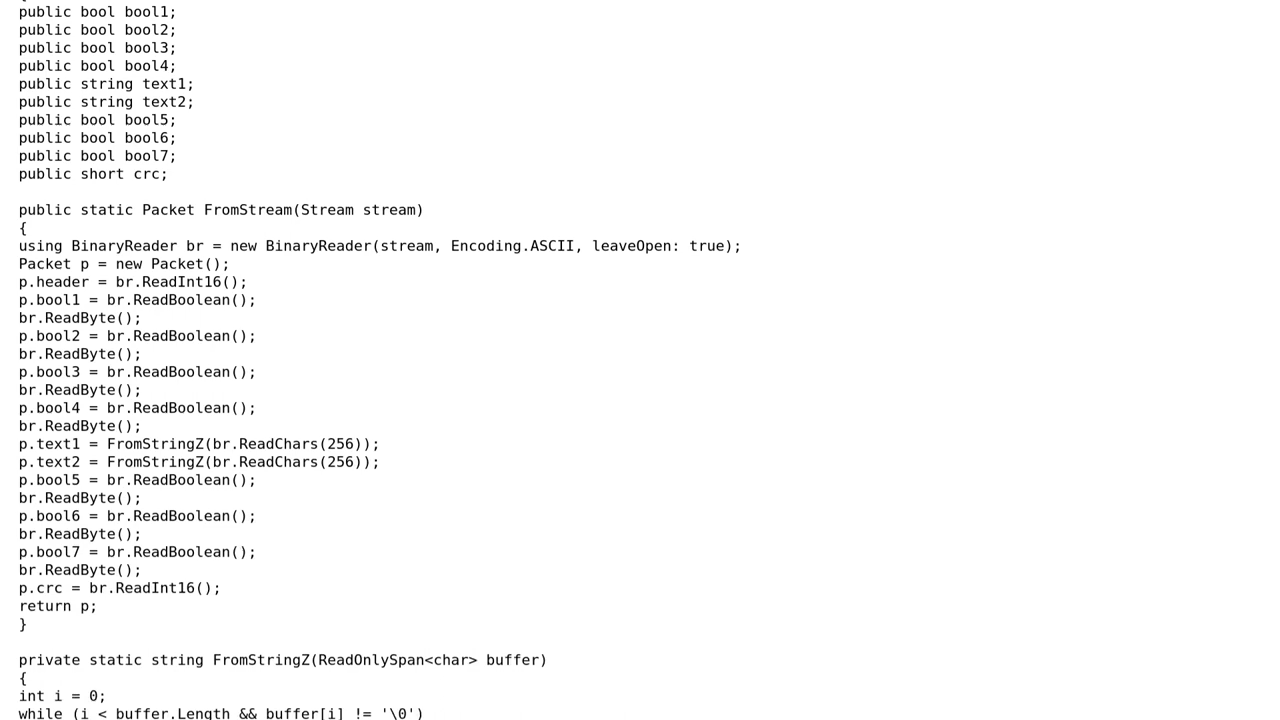 public bool bool1;
public bool bool2;
public bool bool3;
public bool bool4;
public string text1;
public string text2;
public bool bool5;
public bool bool6;
public bool bool7;
public short crc;

public static Packet FromStream(Stream stream)
{
using BinaryReader br = new BinaryReader(stream, Encoding.ASCII, leaveOpen: true);
Packet p = new Packet();
p.header = br.ReadInt16();
p.bool1 = br.ReadBoolean();
br.ReadByte();
p.bool2 = br.ReadBoolean();
br.ReadByte();
p.bool3 = br.ReadBoolean();
br.ReadByte();
p.bool4 = br.ReadBoolean();
br.ReadByte();
p.text1 = FromStringZ(br.ReadChars(256));
p.text2 = FromStringZ(br.ReadChars(256));
p.bool5 = br.ReadBoolean();
br.ReadByte();
p.bool6 = br.ReadBoolean();
br.ReadByte();
p.bool7 = br.ReadBoolean();
br.ReadByte();
p.crc = br.ReadInt16();
return p;
}

private static string FromStringZ(ReadOnlySpan<char> buffer)
{
int i = 0;
while (i < buffer.Length && buffer[i] != '\0')